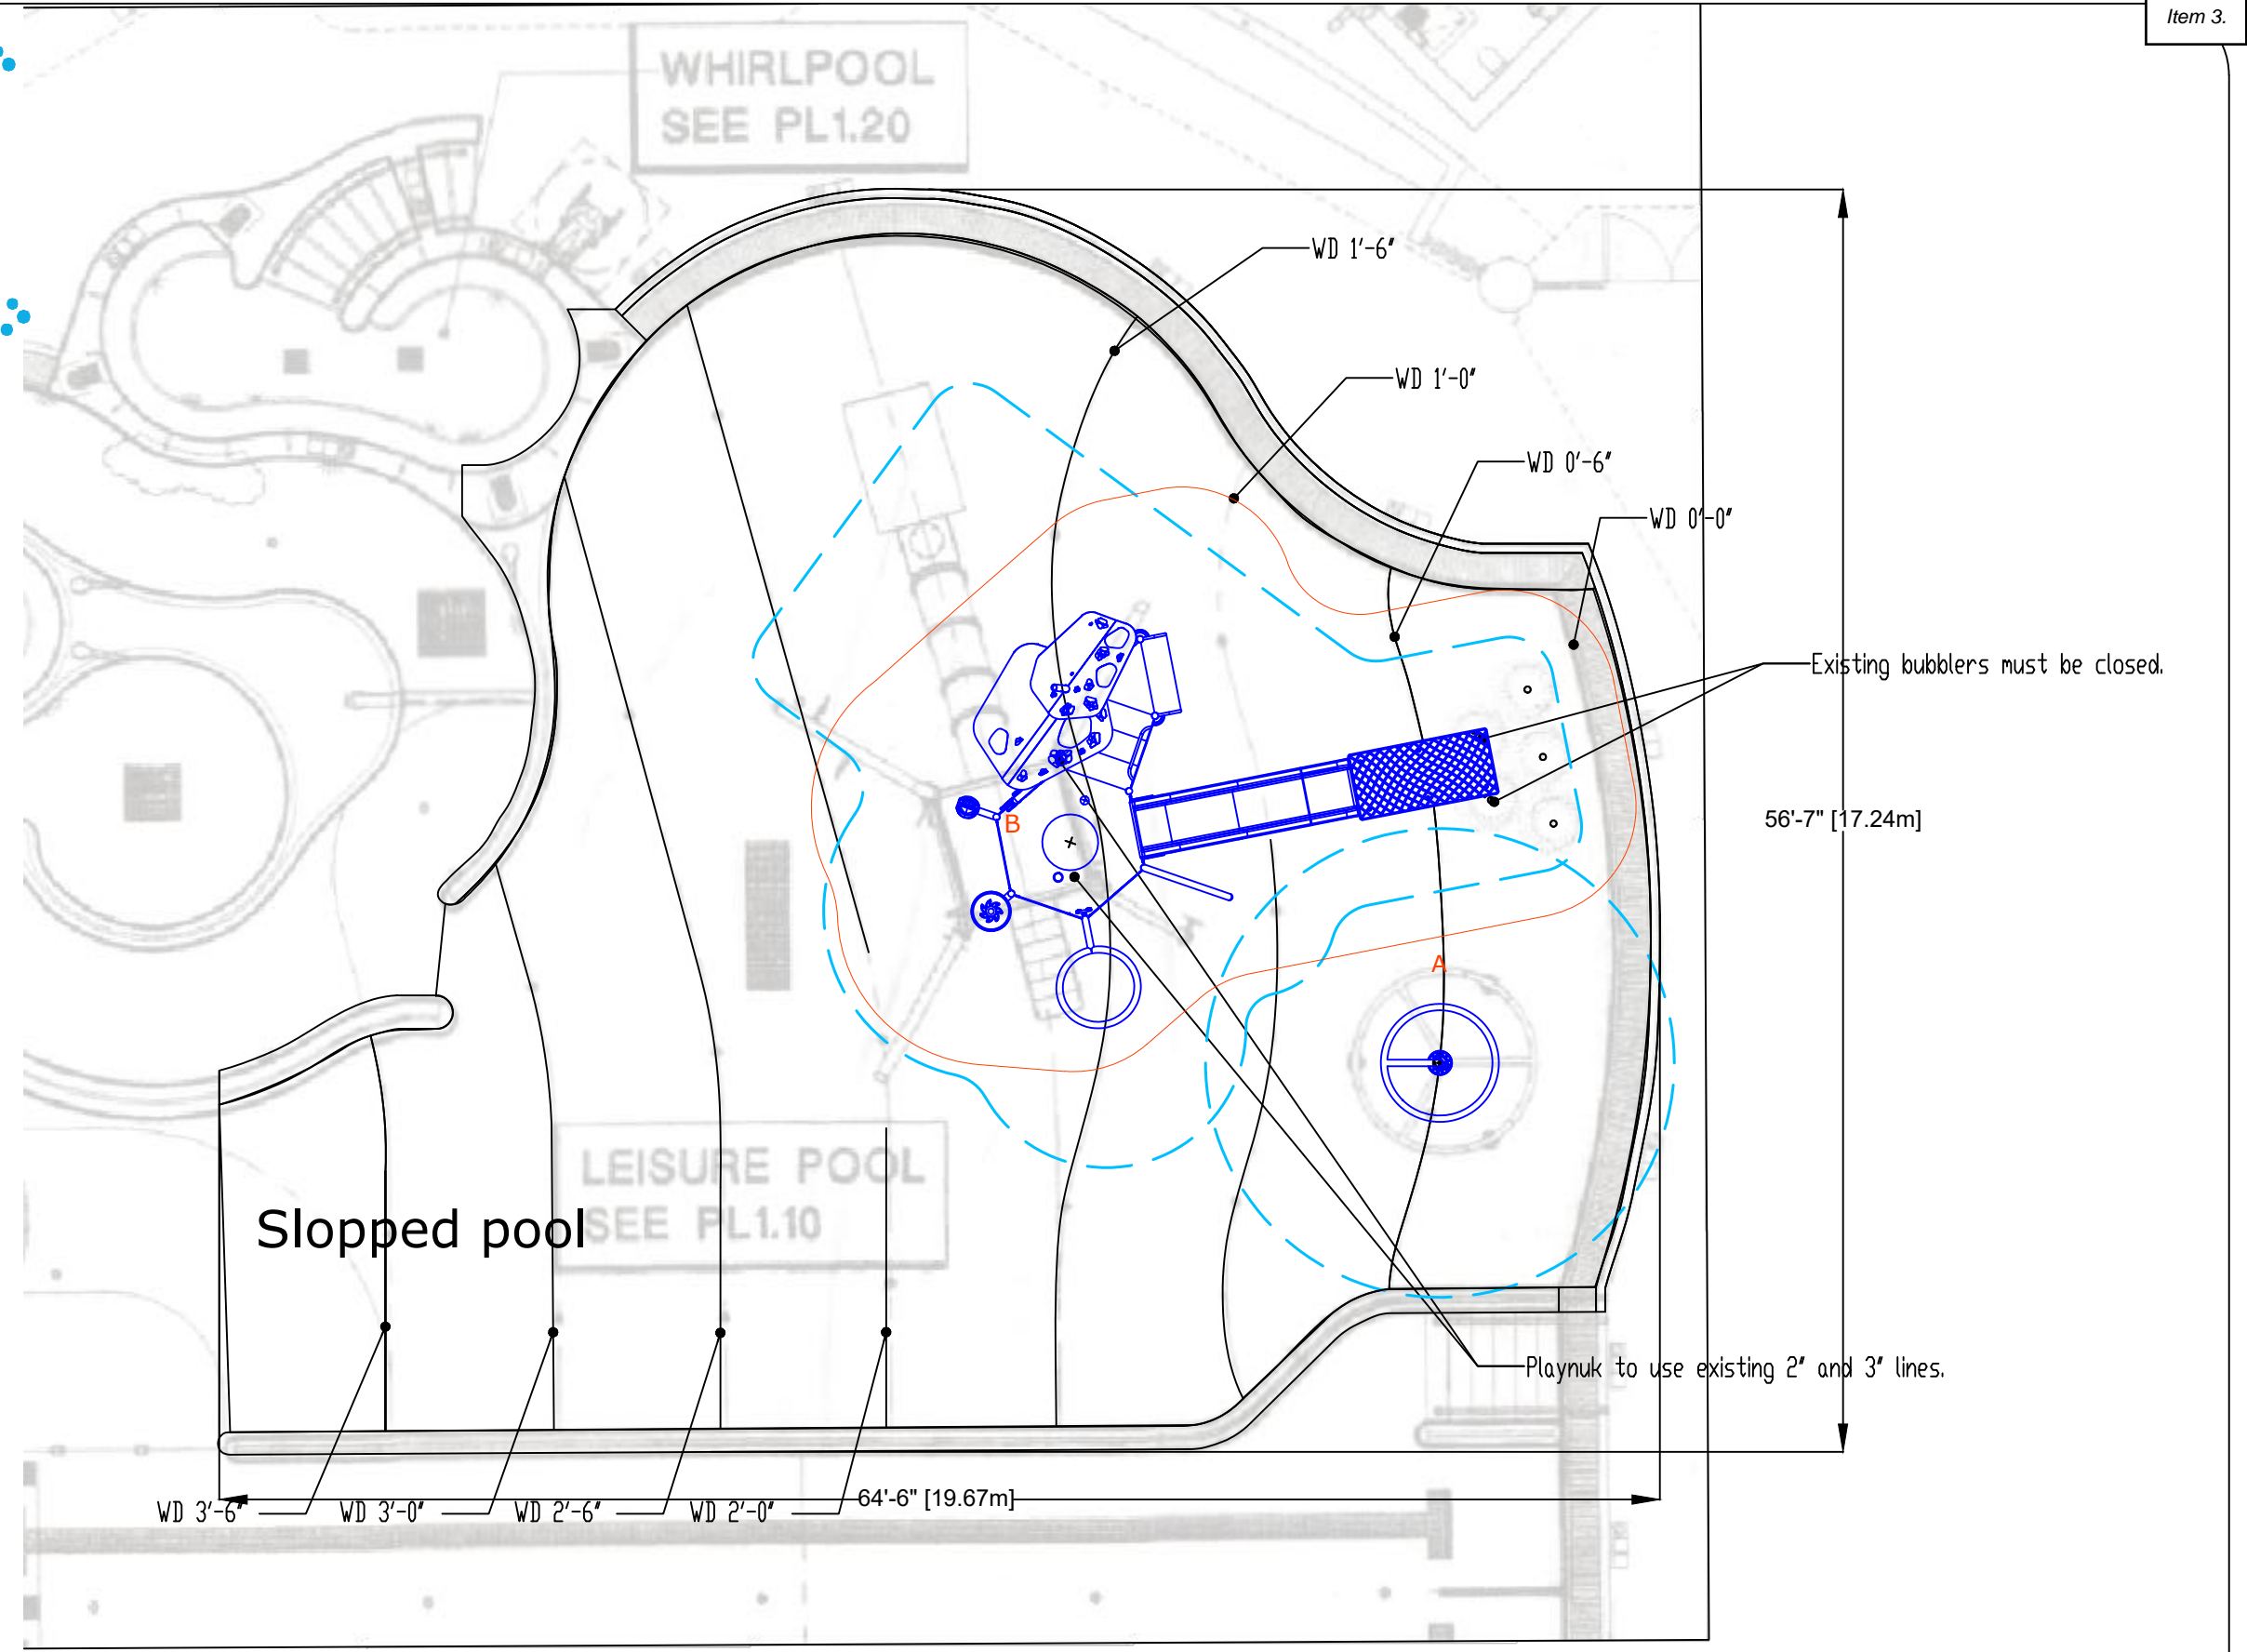 Item 3.
WHIRLPOOL
SEE PL1.20
WD 1'-6"
WD 1'-0"
WD 0'-6"
WD 0'-0"
Existing bubblers must be closed.
56'-7" [17.24m]
B
A
LEISURE POOL
SEE PL1.10
Slopped pool
Playnuk to use existing 2" and 3" lines.
64'-6" [19.67m]
WD 3'-6"
WD 3'-0"
WD 2'-6"
WD 2'-0"